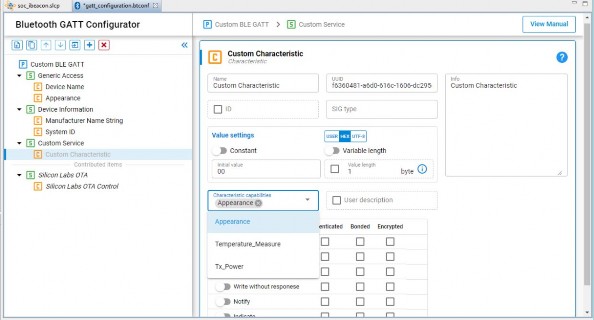 soc_ibeacon.slcp
*gatt_configuration.btconf
Bluetooth GATT Configurator
Custom BLE GATT
Custom Service
View Manual
P Custom BLE GATT
S Generic Access
C Device Name
C Appearance
S Device Information
C Manufacturer Name String
C System ID
S Custom Service
C Custom Characteristic
Contributed items
S Silicon Labs OTA
C Silicon Labs OTA Control
C Custom Characteristic
Characteristic
?
Name
Custom Characteristic
UUID
f6360481-a6d0-616c-1606-dc295
Info
Custom Characteristic
ID
SIG type
Value settings
USER HEX UTF-8
Constant
Variable length
Initial value
00
Value length
1
byte
Characteristic capabilities
Appearance
User description
Appearance
Temperature_Measure
Tx_Power
Bonded
Encrypted
Write without responese
Notify
Indicate